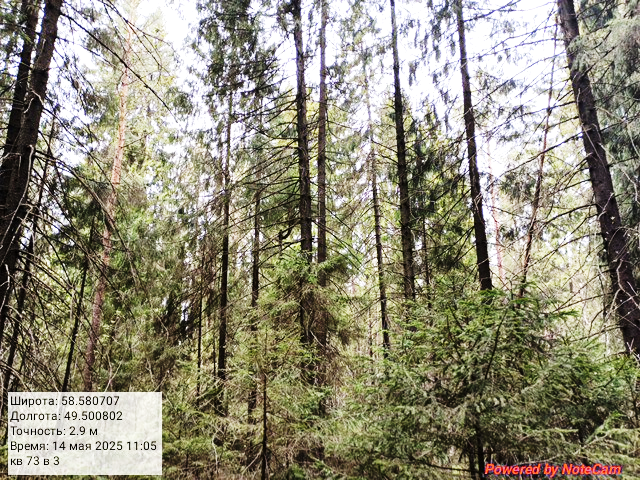 Широта: 58.580707
Долгота: 49.500802
Точность: 2.9 м
Время: 14 мая 2025 11:05
кв 73 в 3
Powered by NoteCam